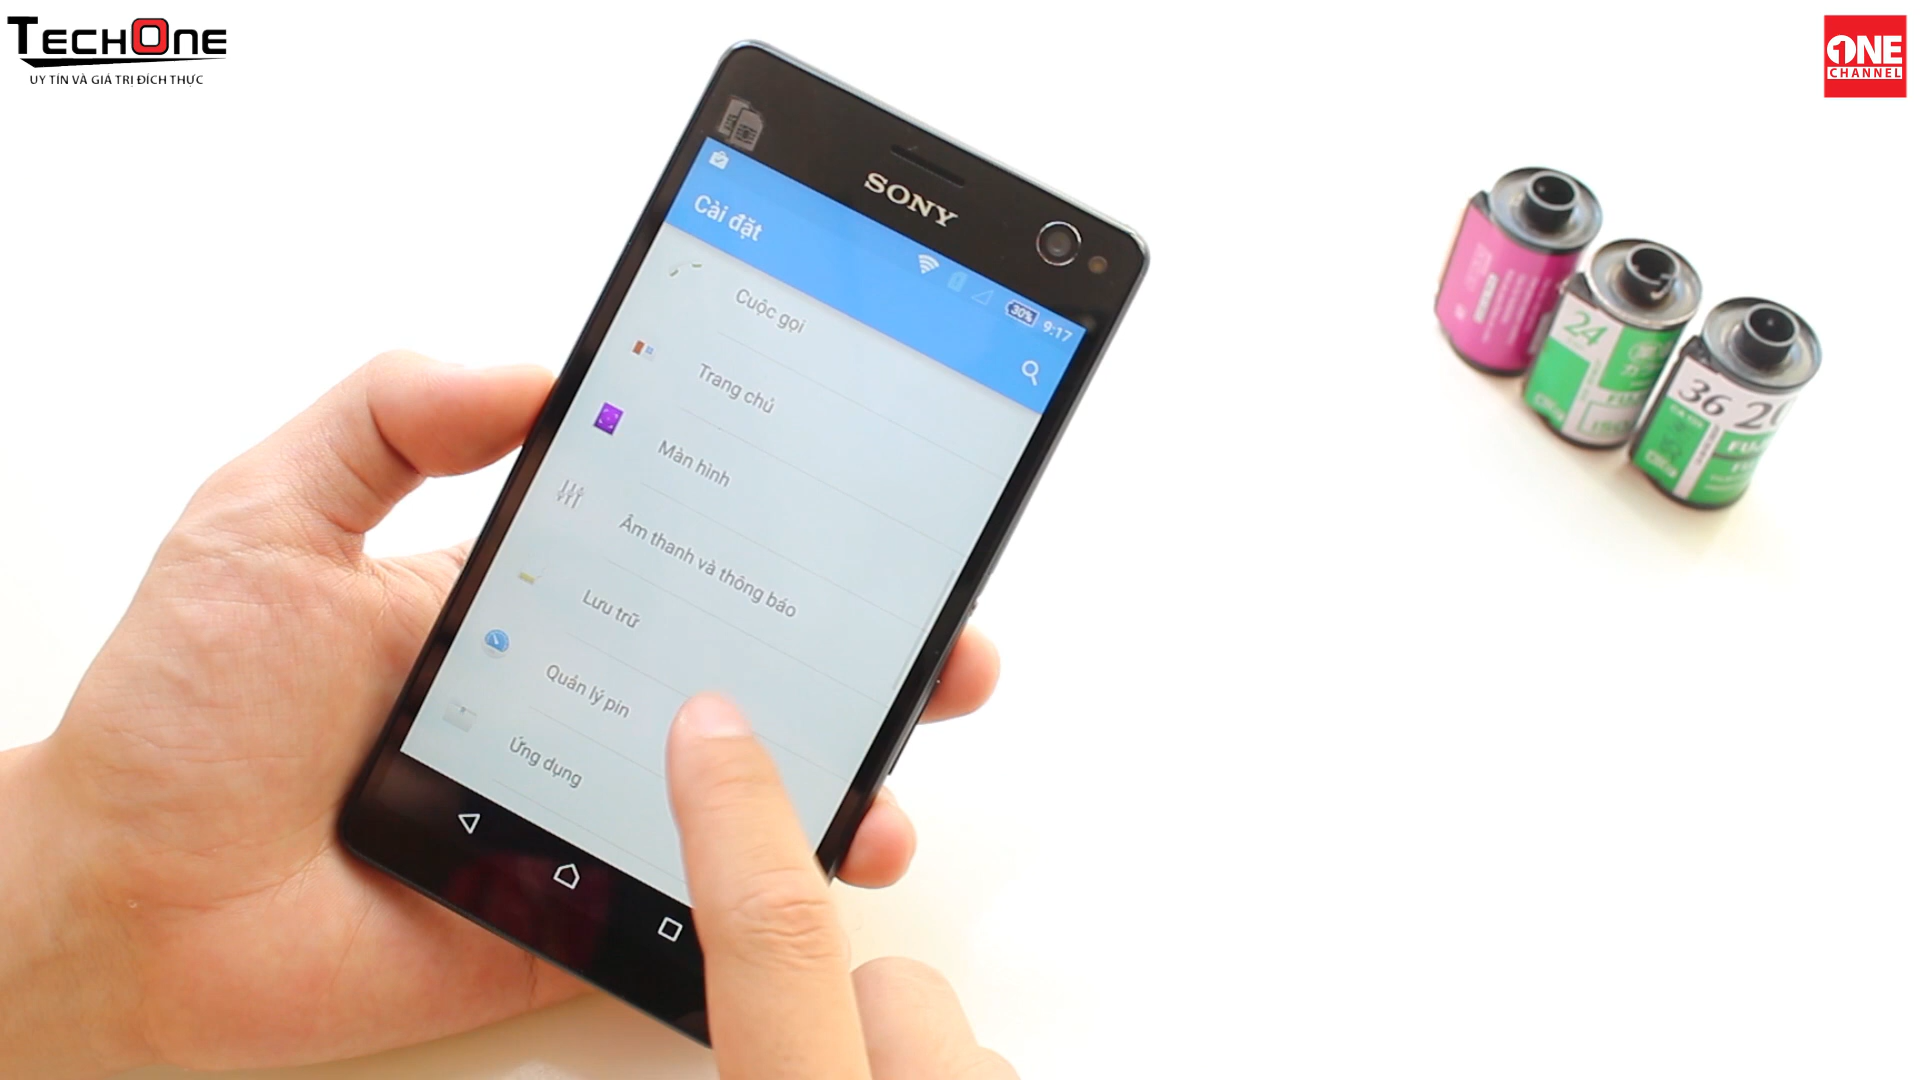 TECHONE
UY TÍN VÀ GIÁ TRỊ ĐÍCH THỰC
ONE
CHANNEL
SONY
30% 9:17
Cài đặt
Cuộc gọi
Trang chủ
Màn hình
Âm thanh và thông báo
Lưu trữ
Quản lý pin
Ứng dụng
24
36